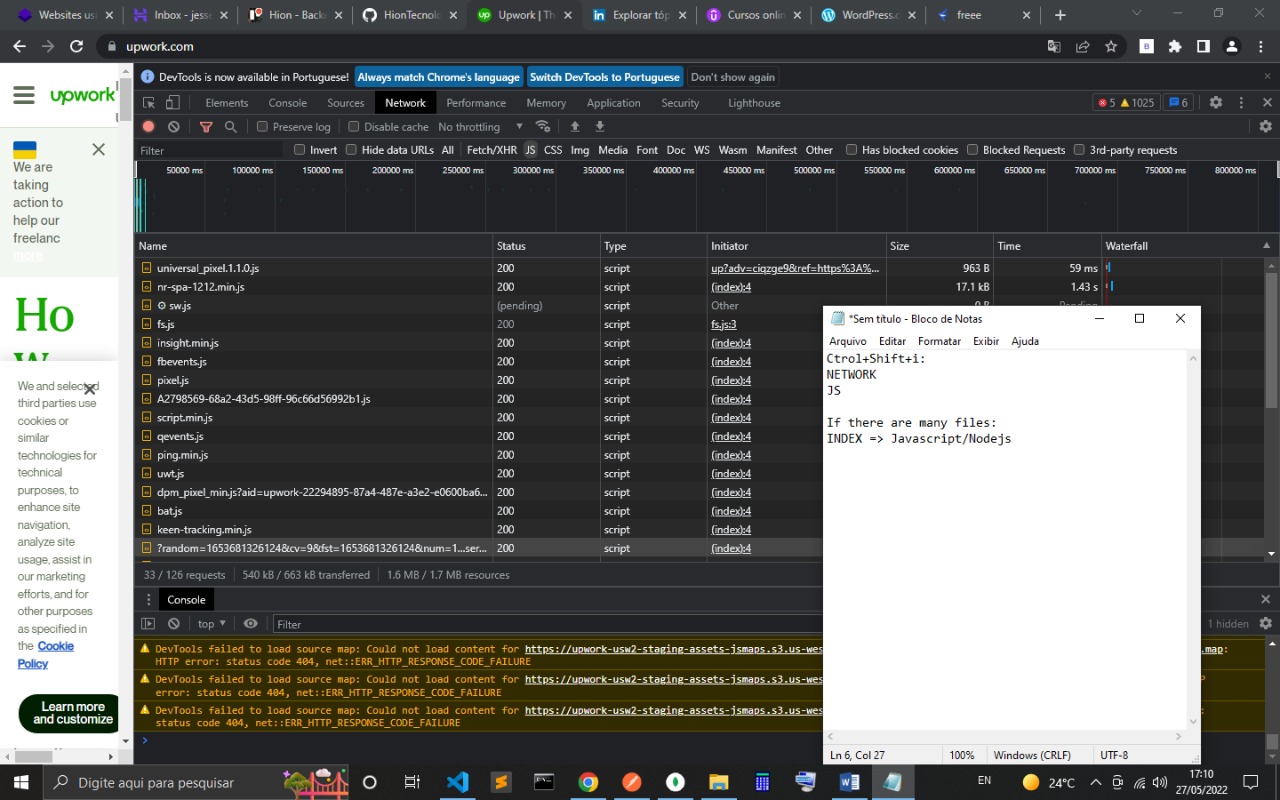 Websites usi
Inbox - jesse
Hion - Backe
HionTecnolo
Upwork | Th
Explorar tóp
Cursos onlin
WordPress.c
freee
upwork.com
upwork
We are
taking
action to
help our
freelanc
more
Ho
We and selected
third parties use
cookies or
similar
technologies for
technical
purposes, to
enhance site
navigation,
analyze site
usage, assist in
our marketing
efforts, and for
other purposes
as specified in
the Cookie
Policy
Learn more
and customize
DevTools is now available in Portuguese! Always match Chrome's language Switch DevTools to Portuguese Don't show again
Elements Console Sources Network Performance Memory Application Security Lighthouse 5 1025 6
Preserve log Disable cache No throttling
Filter Invert Hide data URLs All Fetch/XHR JS CSS Img Media Font Doc WS Wasm Manifest Other Has blocked cookies Blocked Requests 3rd-party requests
50000 ms 100000 ms 150000 ms 200000 ms 250000 ms 300000 ms 350000 ms 400000 ms 450000 ms 500000 ms 550000 ms 600000 ms 650000 ms 700000 ms 750000 ms 800000 ms
Name Status Type Initiator Size Time Waterfall
universal_pixel.1.1.0.js 200 script up?adv=ciqzge9&ref=https%3A%... 963 B 59 ms
nr-spa-1212.min.js 200 script (index):4 17.1 kB 1.43 s
sw.js (pending) Other 0 B Pending
fs.js 200 script fs.js:3
insight.min.js 200 script (index):4
fbevents.js 200 script (index):4
pixel.js 200 script (index):4
A2798569-68a2-43d5-98ff-96c66d56992b1.js 200 script (index):4
script.min.js 200 script (index):4
qevents.js 200 script (index):4
ping.min.js 200 script (index):4
uwt.js 200 script (index):4
dpm_pixel_min.js?aid=upwork-22294895-87a4-487e-a3e2-e0600ba6... 200 script (index):4
bat.js 200 script (index):4
keen-tracking.min.js 200 script (index):4
?random=1653681326124&cv=9&fst=1653681326124&num=1...ser... 200 script (index):4
33 / 126 requests 540 kB / 663 kB transferred 1.6 MB / 1.7 MB resources
Console
top Filter 1 hidden
DevTools failed to load source map: Could not load content for https://upwork-usw2-staging-assets-jsmaps.s3.us-wes .map:
HTTP error: status code 404, net::ERR_HTTP_RESPONSE_CODE_FAILURE
DevTools failed to load source map: Could not load content for https://upwork-usw2-staging-assets-jsmaps.s3.us-wes P
error: status code 404, net::ERR_HTTP_RESPONSE_CODE_FAILURE
DevTools failed to load source map: Could not load content for https://upwork-usw2-staging-assets-jsmaps.s3.us-wes :
status code 404, net::ERR_HTTP_RESPONSE_CODE_FAILURE
*Sem título - Bloco de Notas
Arquivo Editar Formatar Exibir Ajuda
Ctrol+Shift+i:
NETWORK
JS
If there are many files:
INDEX => Javascript/Nodejs
Ln 6, Col 27 100% Windows (CRLF) UTF-8
Digite aqui para pesquisar
EN 24°C 17:10
27/05/2022